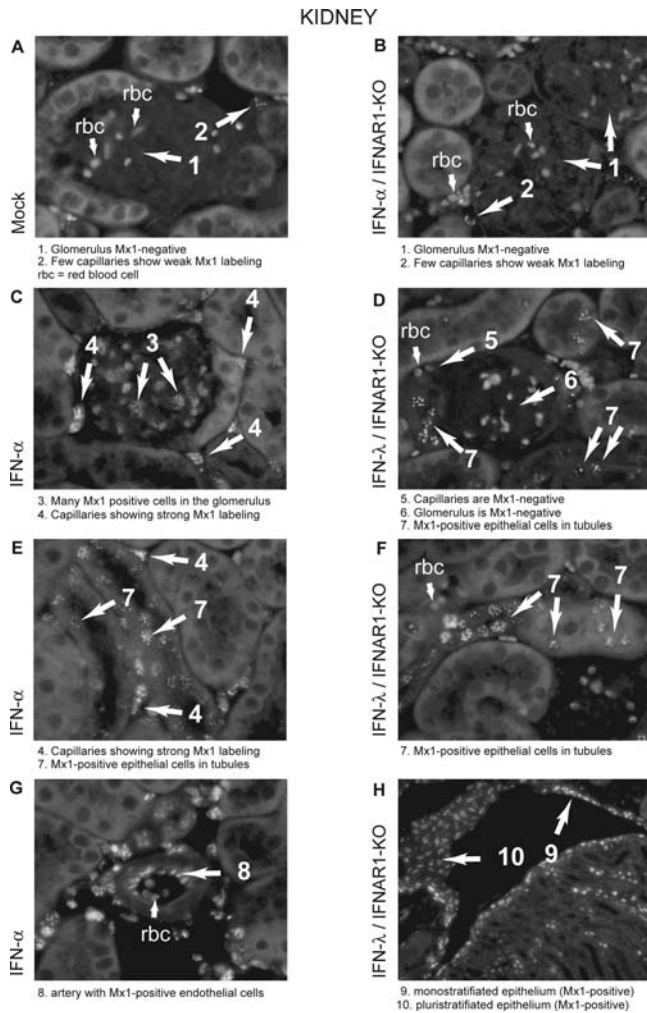 KIDNEY
A
rbc
rbc
2
1
Mock
1. Glomerulus Mx1-negative
2. Few capillaries show weak Mx1 labeling
rbc = red blood cell
B
rbc
rbc
1
2
IFN-α / IFNAR1-KO
1. Glomerulus Mx1-negative
2. Few capillaries show weak Mx1 labeling
C
4
4
3
4
IFN-α
3. Many Mx1 positive cells in the glomerulus
4. Capillaries showing strong Mx1 labeling
D
rbc
5
7
6
7
7
IFN-λ / IFNAR1-KO
5. Capillaries are Mx1-negative
6. Glomerulus is Mx1-negative
7. Mx1-positive epithelial cells in tubules
E
4
7
7
4
IFN-α
4. Capillaries showing strong Mx1 labeling
7. Mx1-positive epithelial cells in tubules
F
rbc
7
7
IFN-λ / IFNAR1-KO
7. Mx1-positive epithelial cells in tubules
G
8
rbc
IFN-α
8. artery with Mx1-positive endothelial cells
H
10
9
IFN-λ / IFNAR1-KO
9. monostratifiated epithelium (Mx1-positive)
10. pluristratifiated epithelium (Mx1-positive)